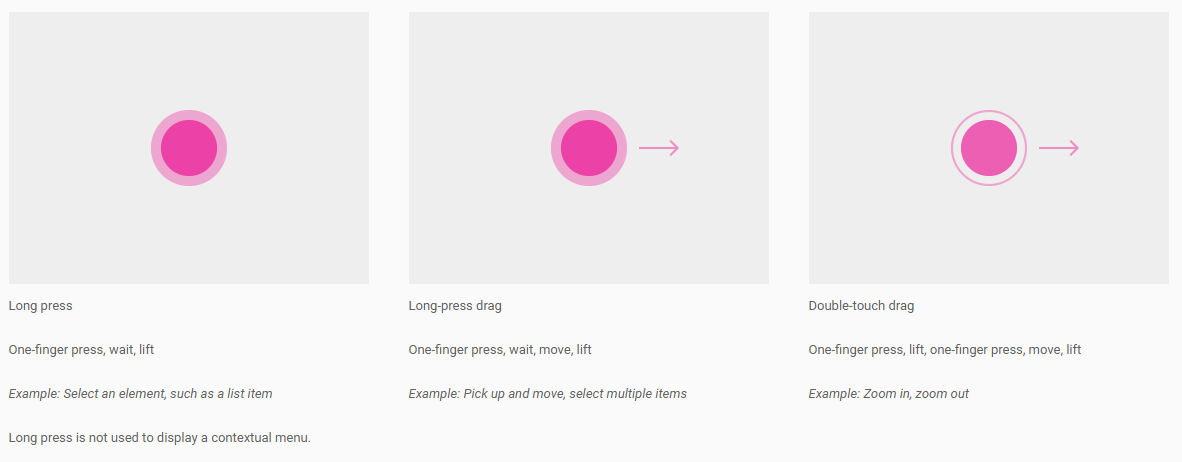 Long press
One-finger press, wait, lift
Example: Select an element, such as a list item
Long press is not used to display a contextual menu.
Long-press drag
One-finger press, wait, move, lift
Example: Pick up and move, select multiple items
Double-touch drag
One-finger press, lift, one-finger press, move, lift
Example: Zoom in, zoom out